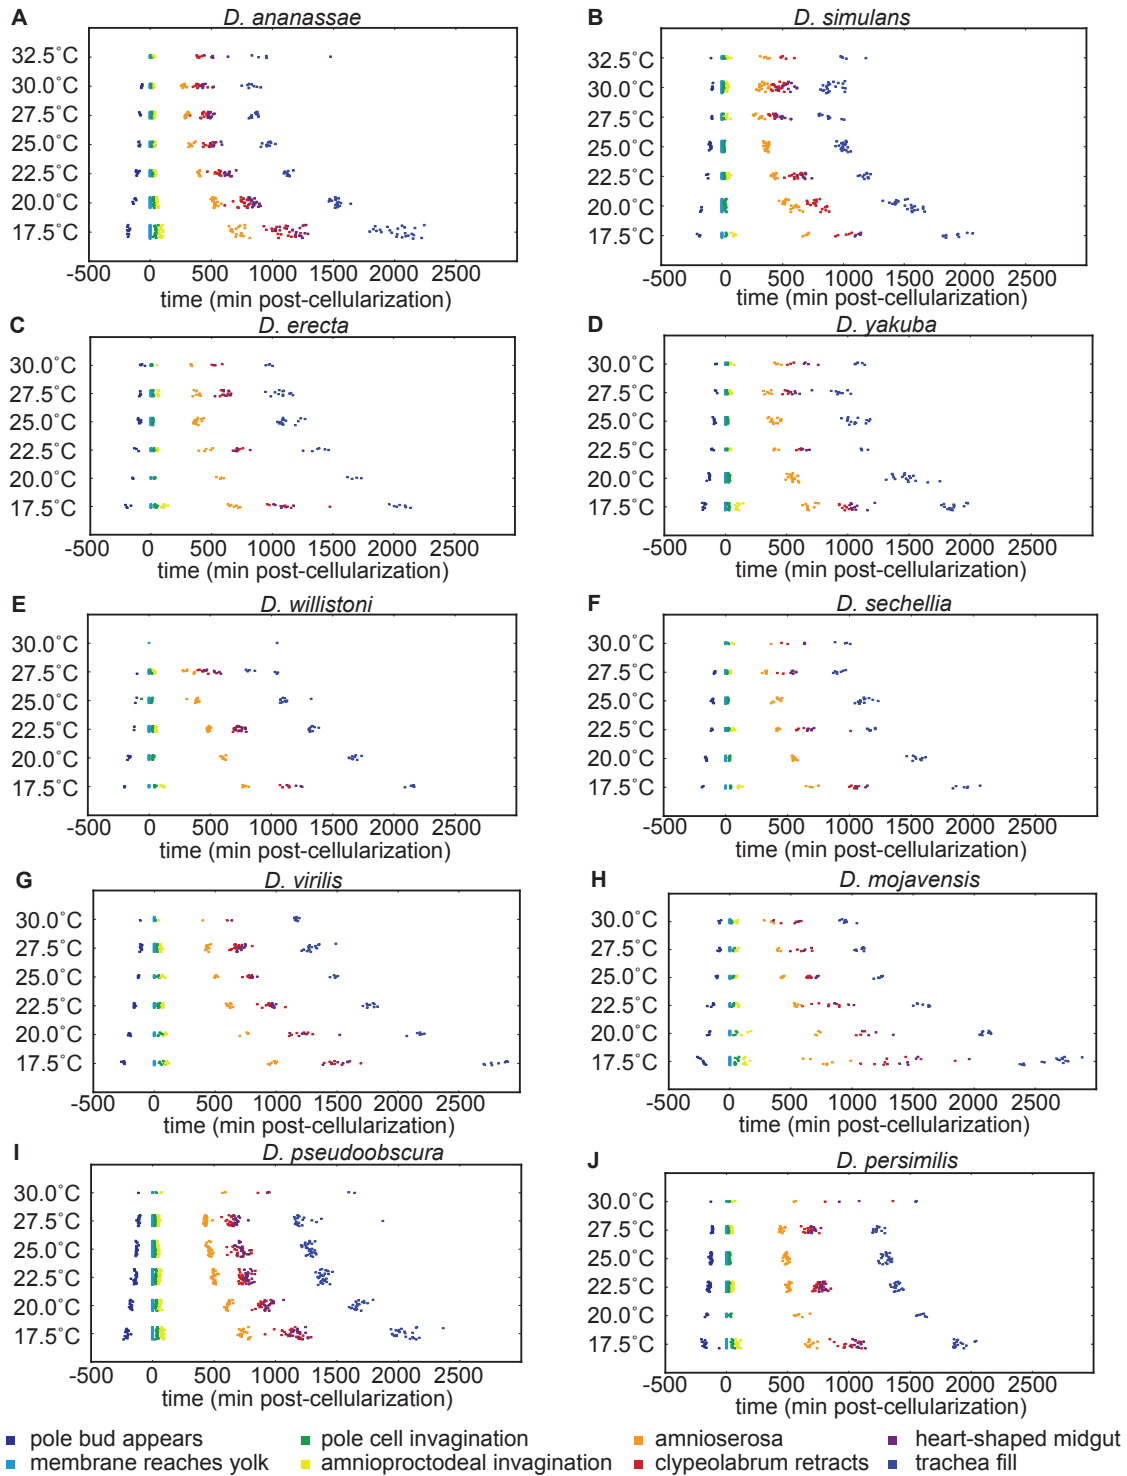 A
D. ananassae
32.5˚C
30.0˚C
27.5˚C
25.0˚C
22.5˚C
20.0˚C
17.5˚C
-500 0 500 1000 1500 2000 2500
time (min post-cellularization)
B
D. simulans
32.5˚C
30.0˚C
27.5˚C
25.0˚C
22.5˚C
20.0˚C
17.5˚C
-500 0 500 1000 1500 2000 2500
time (min post-cellularization)
C
D. erecta
30.0˚C
27.5˚C
25.0˚C
22.5˚C
20.0˚C
17.5˚C
-500 0 500 1000 1500 2000 2500
time (min post-cellularization)
D
D. yakuba
30.0˚C
27.5˚C
25.0˚C
22.5˚C
20.0˚C
17.5˚C
-500 0 500 1000 1500 2000 2500
time (min post-cellularization)
E
D. willistoni
30.0˚C
27.5˚C
25.0˚C
22.5˚C
20.0˚C
17.5˚C
-500 0 500 1000 1500 2000 2500
time (min post-cellularization)
F
D. sechellia
30.0˚C
27.5˚C
25.0˚C
22.5˚C
20.0˚C
17.5˚C
-500 0 500 1000 1500 2000 2500
time (min post-cellularization)
G
D. virilis
30.0˚C
27.5˚C
25.0˚C
22.5˚C
20.0˚C
17.5˚C
-500 0 500 1000 1500 2000 2500
time (min post-cellularization)
H
D. mojavensis
30.0˚C
27.5˚C
25.0˚C
22.5˚C
20.0˚C
17.5˚C
-500 0 500 1000 1500 2000 2500
time (min post-cellularization)
I
D. pseudoobscura
30.0˚C
27.5˚C
25.0˚C
22.5˚C
20.0˚C
17.5˚C
-500 0 500 1000 1500 2000 2500
time (min post-cellularization)
J
D. persimilis
30.0˚C
27.5˚C
25.0˚C
22.5˚C
20.0˚C
17.5˚C
-500 0 500 1000 1500 2000 2500
time (min post-cellularization)
pole bud appears
pole cell invagination
amnioserosa
heart-shaped midgut
membrane reaches yolk
amnioproctodeal invagination
clypeolabrum retracts
trachea fill